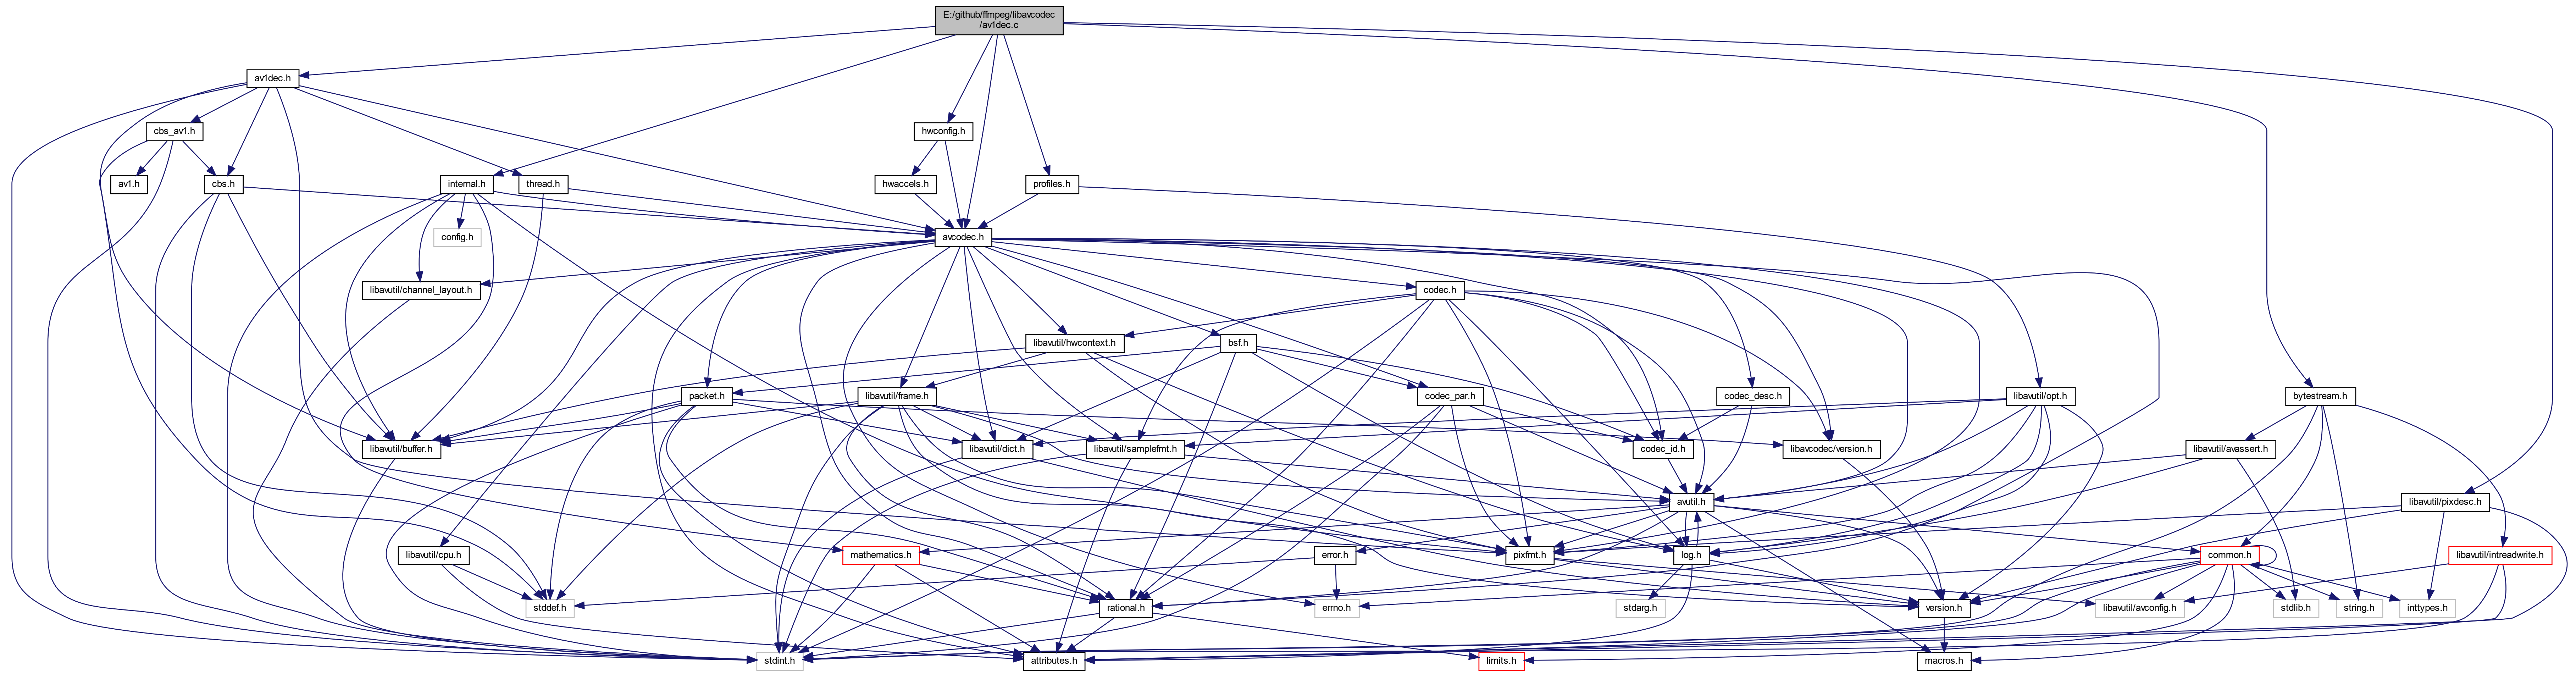 E:/github/ffmpeg/libavcodec
/av1dec.c
av1dec.h
cbs_av1.h
hwconfig.h
av1.h
cbs.h
internal.h
thread.h
hwaccels.h
profiles.h
config.h
avcodec.h
libavutil/channel_layout.h
codec.h
libavutil/hwcontext.h
bsf.h
packet.h
libavutil/frame.h
codec_par.h
codec_desc.h
libavutil/opt.h
bytestream.h
libavutil/buffer.h
libavutil/dict.h
libavutil/samplefmt.h
codec_id.h
libavcodec/version.h
libavutil/avassert.h
avutil.h
libavutil/pixdesc.h
libavutil/cpu.h
mathematics.h
error.h
pixfmt.h
log.h
common.h
libavutil/intreadwrite.h
stddef.h
rational.h
errno.h
stdarg.h
version.h
libavutil/avconfig.h
stdlib.h
string.h
inttypes.h
stdint.h
attributes.h
limits.h
macros.h